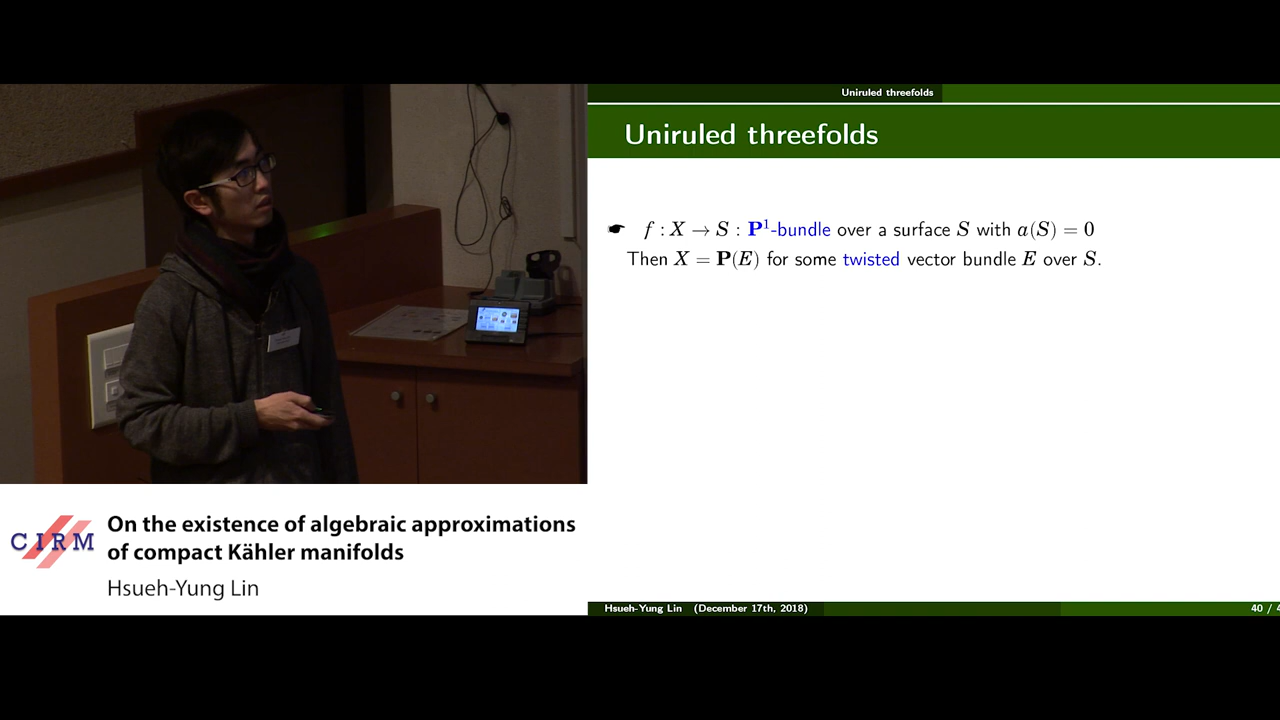 Uniruled threefolds
Uniruled threefolds
☛ f : X → S : P¹-bundle over a surface S with a(S) = 0
Then X = P(E) for some twisted vector bundle E over S.
CIRM
On the existence of algebraic approximations
of compact Kähler manifolds
Hsueh-Yung Lin
Hsueh-Yung Lin (December 17th, 2018)
40 / 4